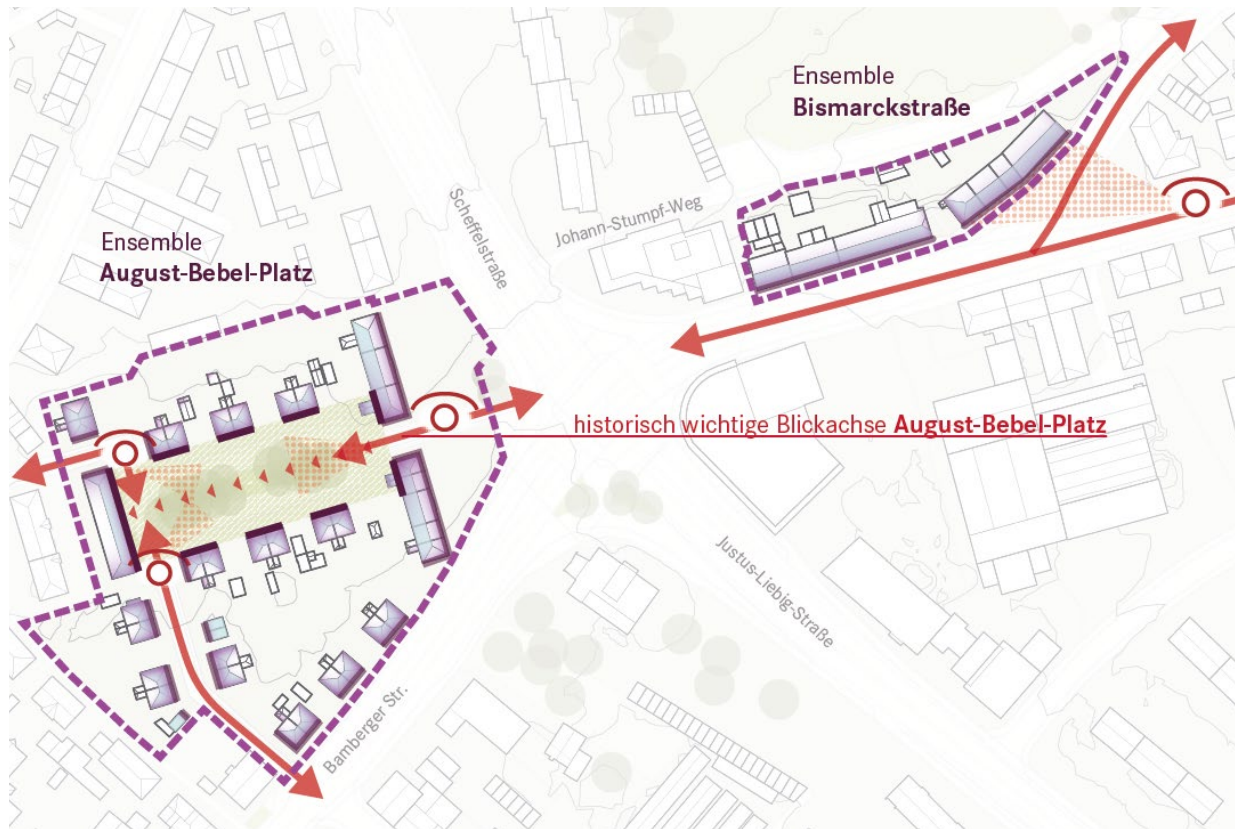 Ensemble
Bismarckstraße
Scheffelstraße
Johann-Stumpf-Weg
Ensemble
August-Bebel-Platz
historisch wichtige Blickachse August-Bebel-Platz
Justus-Liebig-Straße
Bamberger Str.